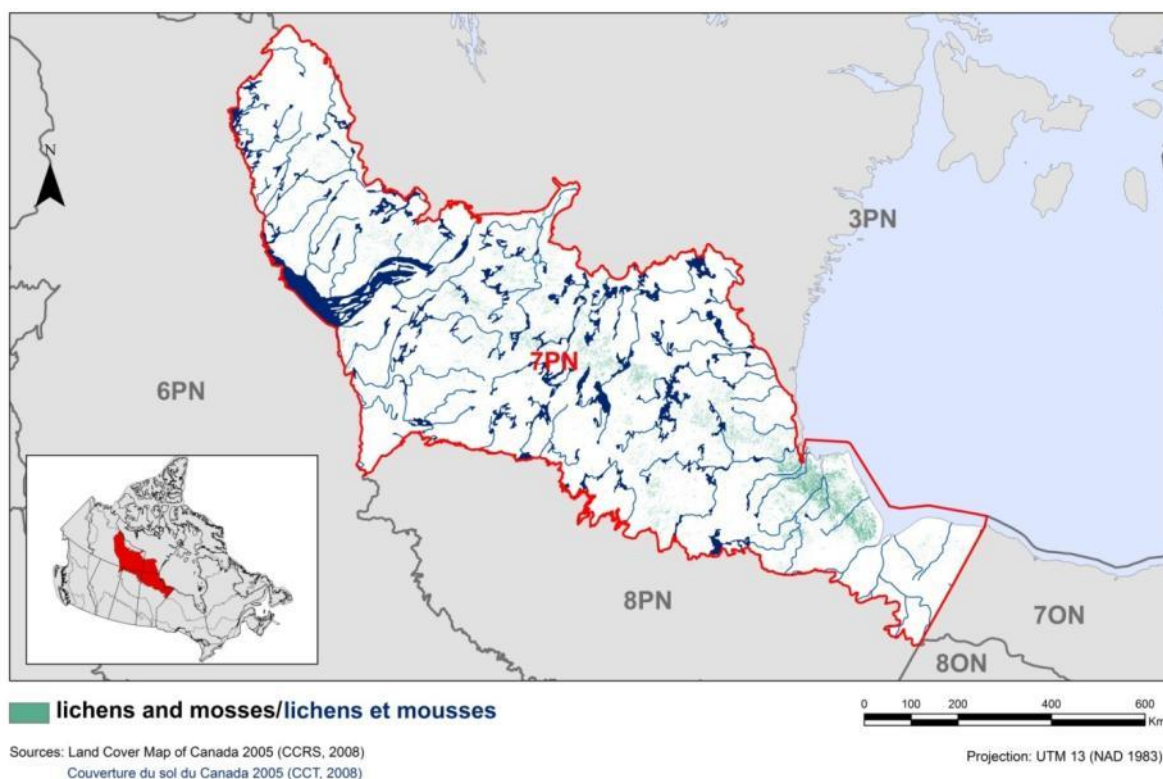 N
3PN
7PN
6PN
8PN
7ON
8ON
lichens and mosses/lichens et mousses
0 100 200 400 600
Km
Sources: Land Cover Map of Canada 2005 (CCRS, 2008)
Couverture du sol du Canada 2005 (CCT, 2008)
Projection: UTM 13 (NAD 1983)